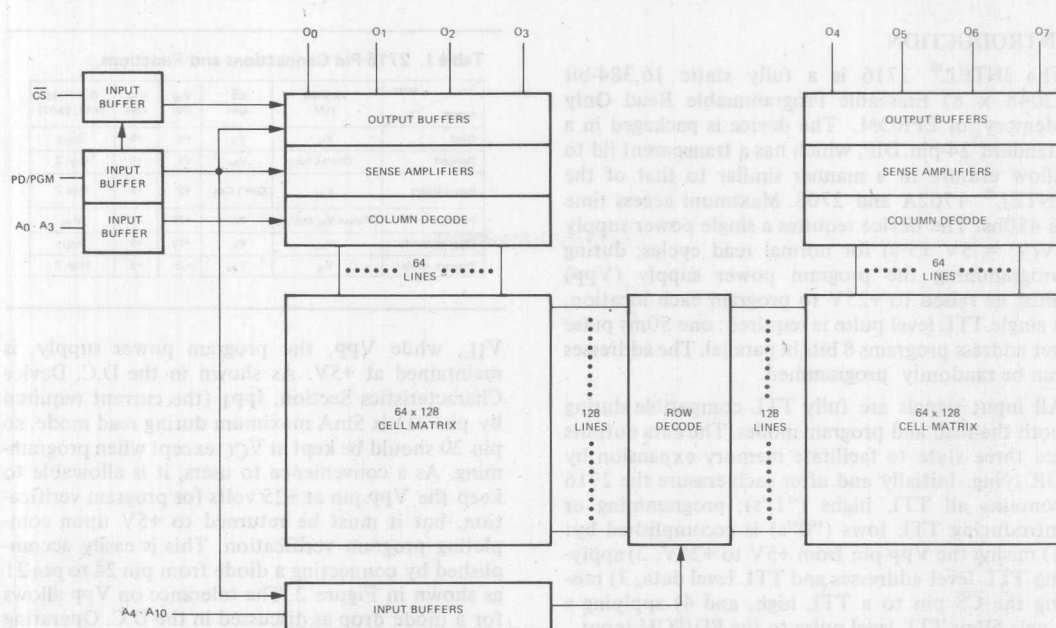 O0 O1 O2 O3 O4 O5 O6 O7
CS
INPUT
BUFFER
PD/PGM
INPUT
BUFFER
A0 - A3
INPUT
BUFFER
OUTPUT BUFFERS
SENSE AMPLIFIERS
COLUMN DECODE
OUTPUT BUFFERS
SENSE AMPLIFIERS
COLUMN DECODE
64
LINES
64
LINES
64 x 128
CELL MATRIX
128
LINES
ROW
DECODE
128
LINES
64 x 128
CELL MATRIX
A4 - A10
INPUT BUFFERS
INTRODUCTION
The INTEL® 2716 is a fully static 16,384-bit
Erasable Programmable Read Only
Memory, or EPROM. The device is packaged in a
standard 24-pin DIP, which has a transparent lid to
allow in a manner similar to that of the
1702A and 2708. Maximum access time
The device requires a single power supply
for normal read cycles; during
programming the program power supply (VPP)
must be raised to +25V to program each location,
a single TTL level pulse is required; one 50ms pulse
per address programs 8 bits in parallel. The addresses
can be randomly programmed.
All input signals are fully TTL compatible during
both the read and program modes. The data outputs
are three state to facilitate memory expansion by
OR tying. Initially and after each erasure the 2716
contains all TTL highs ("1's"); programming or
introducing TTL lows ("0's") is accomplished by:
1) raising the VPP pin from +5V to +25V, 2) supply-
ing TTL level addresses and TTL level data, 3)
the CS pin to a TTL high, and 4) applying a
single 50ms TTL level pulse to the PD/PGM input.
Table 1. 2716 Pin Connections and Functions
VIL, while VPP, the program power supply, is
maintained at +5V. As shown in the D.C. Device
Characteristics Section, IPP1 (the current required
by pin is 5mA maximum during read mode, so
pin 20 should be kept at VCC except when program-
ming. As a convenience to users, it is allowable to
keep the VPP pin at +25 volts for program verifica-
tion, but it must be returned to +5V upon com-
pleting program verification. This is easily accom-
plished by connecting a diode from pin 24 to pin 21
as shown in Figure The tolerance on VPP allows
for a diode drop as discussed in the D.C. Operating